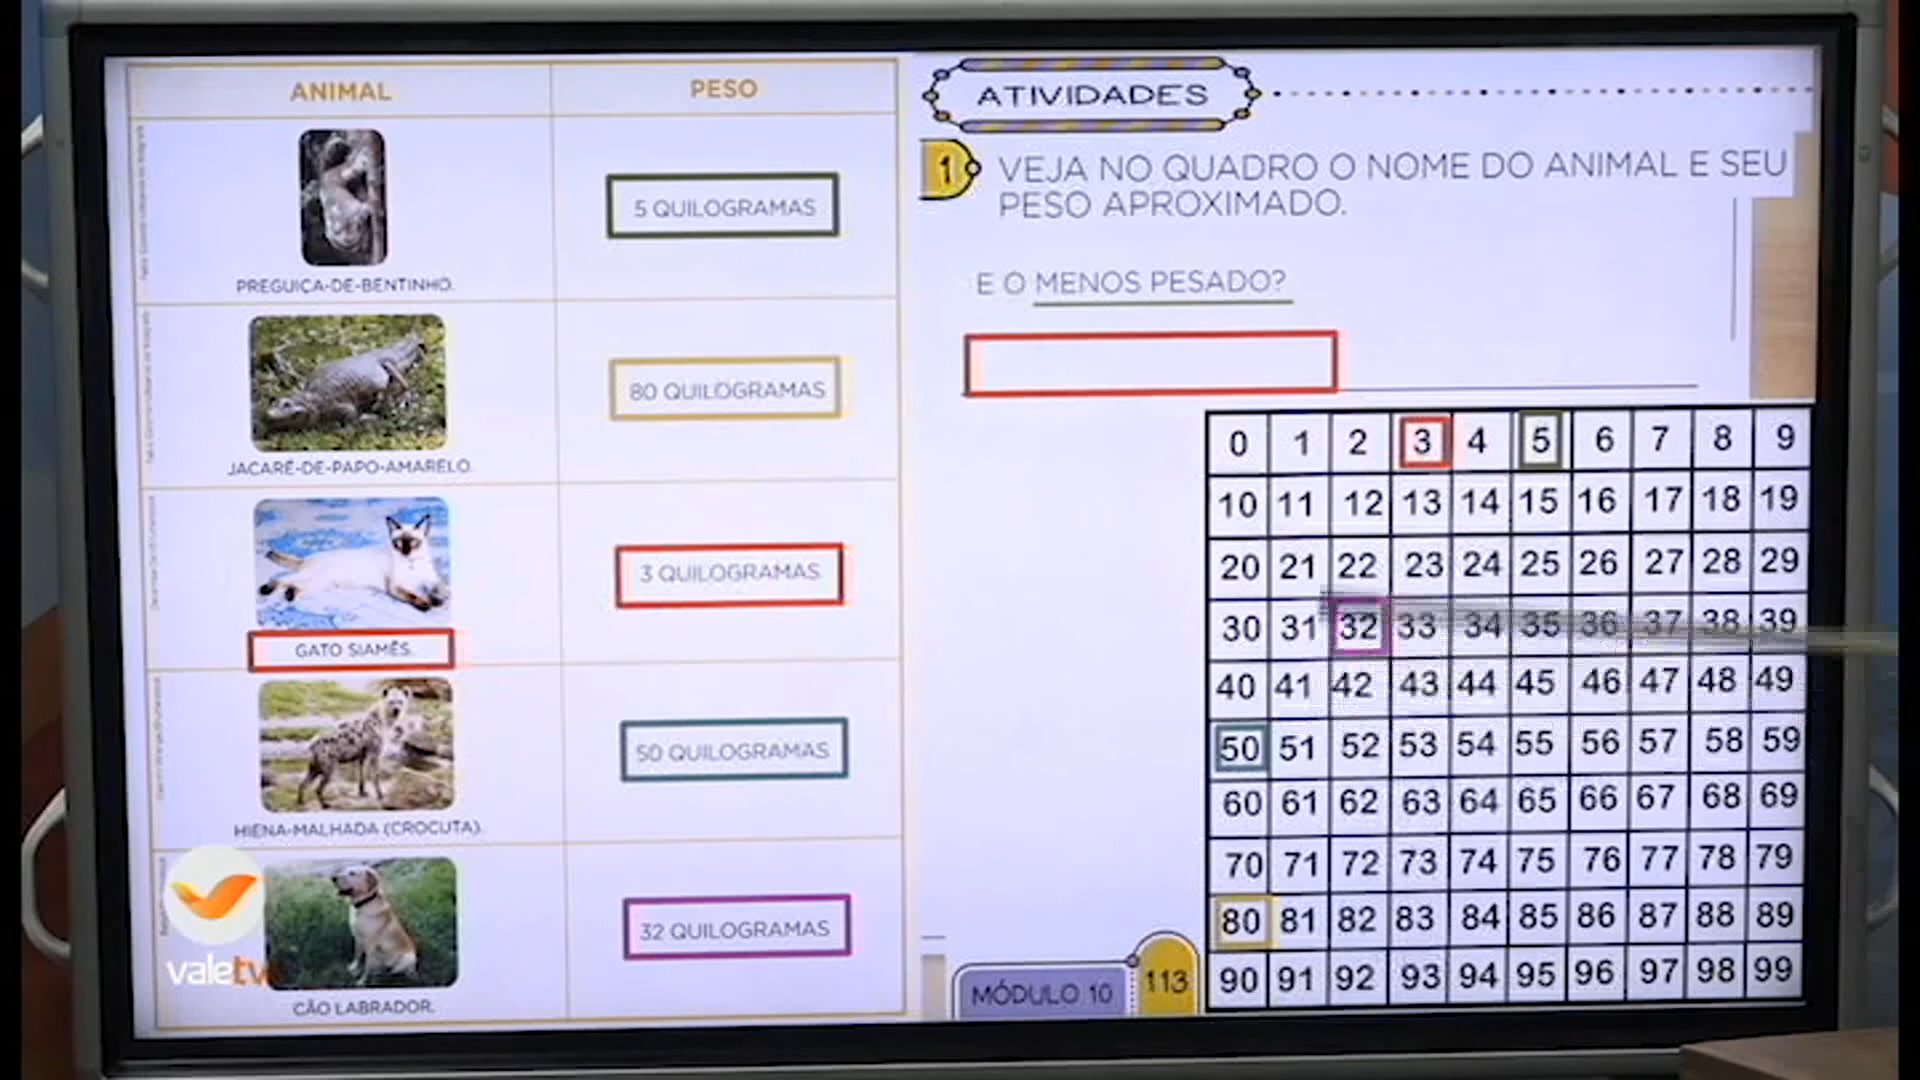 ANIMAL PESO
5 QUILOGRAMAS
PREGUIÇA-DE-BENTINHO.
80 QUILOGRAMAS
JACARÉ-DE-PAPO-AMARELO.
3 QUILOGRAMAS
GATO SIAMÊS.
50 QUILOGRAMAS
HIENA-MALHADA (CROCUTA).
32 QUILOGRAMAS
CÃO LABRADOR.
valetv
ATIVIDADES
1 VEJA NO QUADRO O NOME DO ANIMAL E SEU
PESO APROXIMADO.
E O MENOS PESADO?
0 1 2 3 4 5 6 7 8 9
10 11 12 13 14 15 16 17 18 19
20 21 22 23 24 25 26 27 28 29
30 31 32 33 34 35 36 37 38 39
40 41 42 43 44 45 46 47 48 49
50 51 52 53 54 55 56 57 58 59
60 61 62 63 64 65 66 67 68 69
70 71 72 73 74 75 76 77 78 79
80 81 82 83 84 85 86 87 88 89
90 91 92 93 94 95 96 97 98 99
MÓDULO 10 113